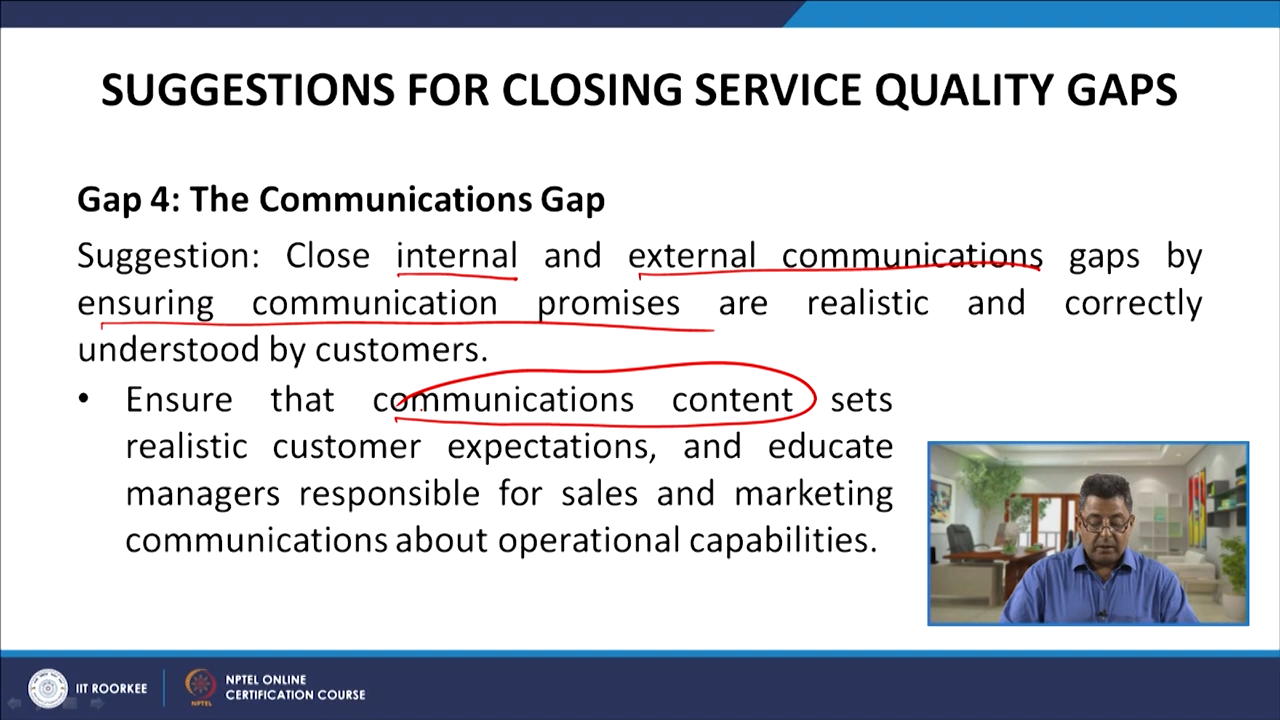 SUGGESTIONS FOR CLOSING SERVICE QUALITY GAPS
Gap 4: The Communications Gap
Suggestion: Close internal and external communications gaps by
ensuring communication promises are realistic and correctly
understood by customers.
• Ensure that communications content sets
realistic customer expectations, and educate
managers responsible for sales and marketing
communications about operational capabilities.
IIT ROORKEE
NPTEL
NPTEL ONLINE
CERTIFICATION COURSE